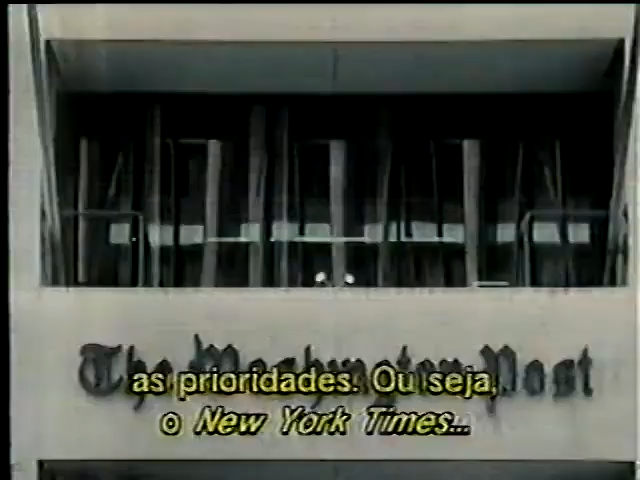 The Washington Post
as prioridades. Ou seja,
o New York Times...